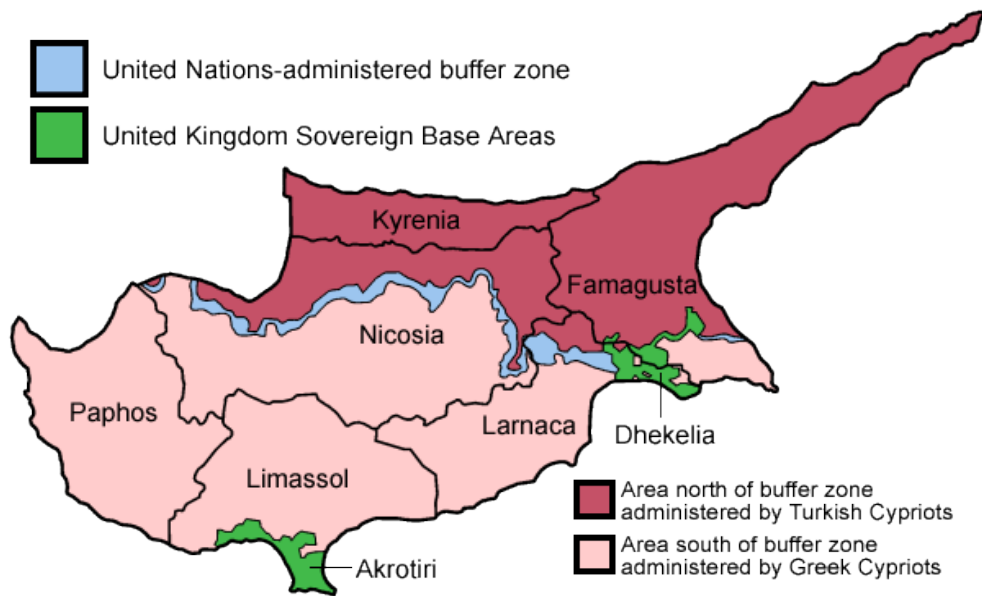 United Nations-administered buffer zone
United Kingdom Sovereign Base Areas
Kyrenia
Famagusta
Nicosia
Paphos
Larnaca
Dhekelia
Limassol
Area north of buffer zone
administered by Turkish Cypriots
Area south of buffer zone
administered by Greek Cypriots
Akrotiri